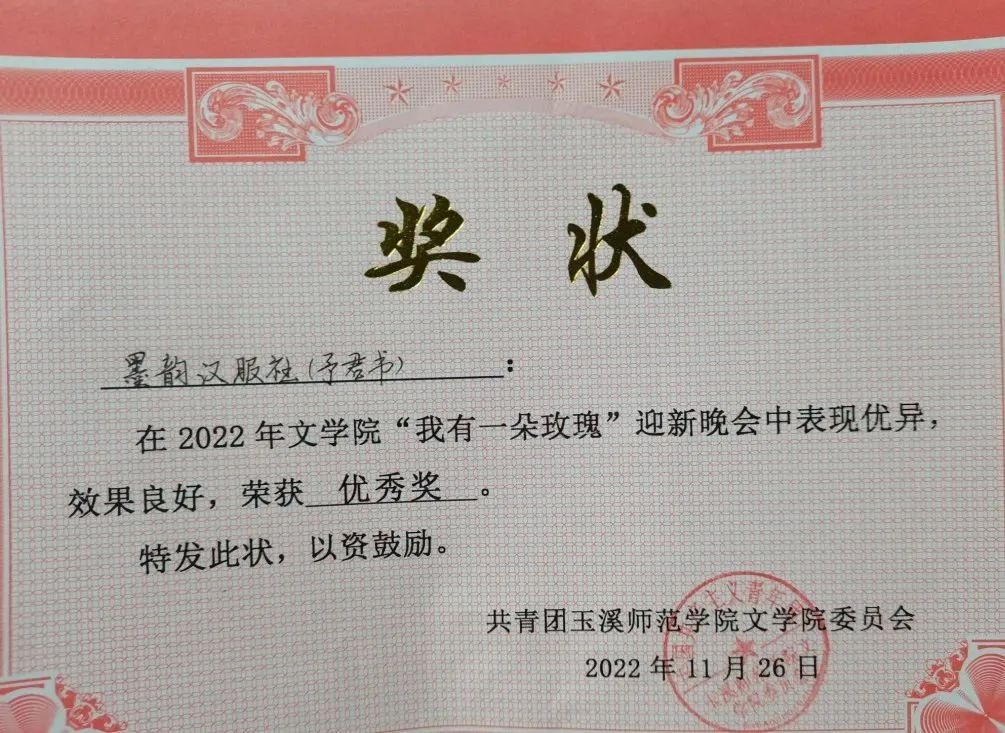 奖状
墨韵汉服社(予君书):
在2022年文学院“我有一朵玫瑰”迎新晚会中表现优异，
效果良好，荣获 优秀奖 。
特发此状，以资鼓励。
共青团玉溪师范学院文学院委员会
2022年11月26日